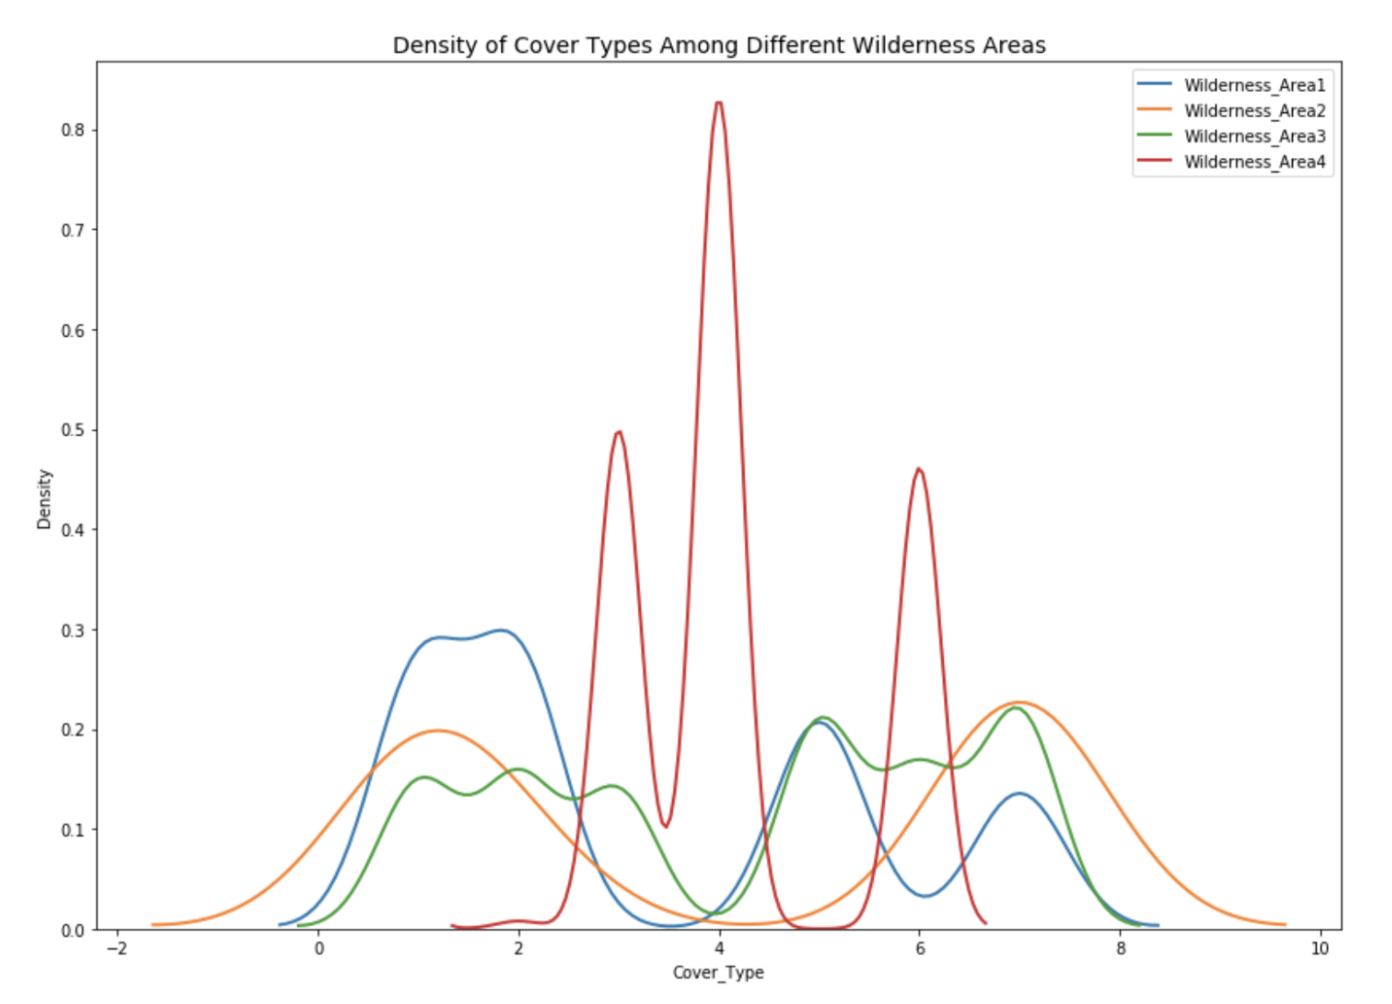 Density of Cover Types Among Different Wilderness Areas
Wilderness_Area1
Wilderness_Area2
Wilderness_Area3
Wilderness_Area4
0.8
0.7
0.6
0.5
0.4
0.3
0.2
0.1
0.0
Density
−2 0 2 4 6 8 10
Cover_Type